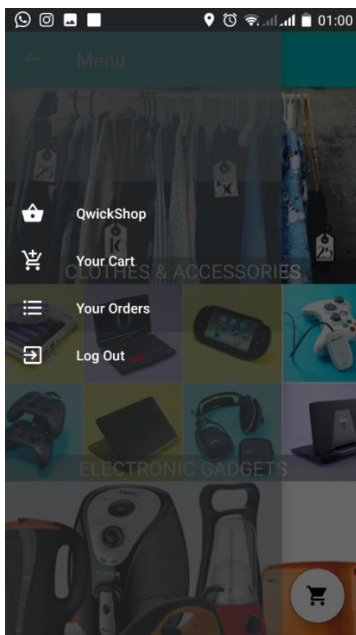 01:00
Menu
QwickShop
Your Cart
CLOTHES & ACCESSORIES
Your Orders
Log Out
ELECTRONIC GADGETS